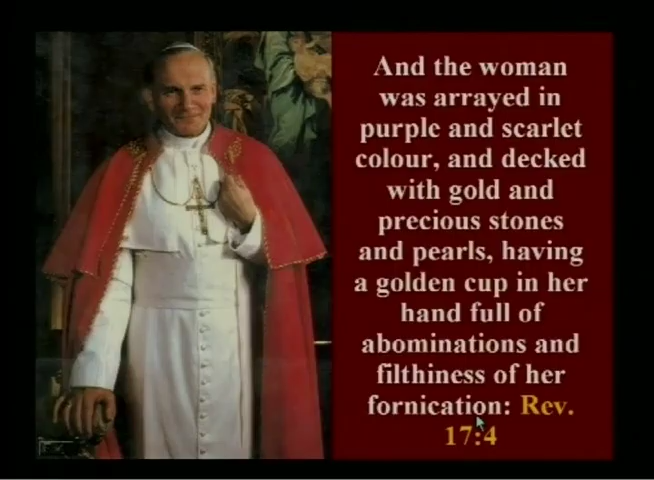 And the woman
was arrayed in
purple and scarlet
colour, and decked
with gold and
precious stones
and pearls, having
a golden cup in her
hand full of
abominations and
filthiness of her
fornication: Rev.
17:4